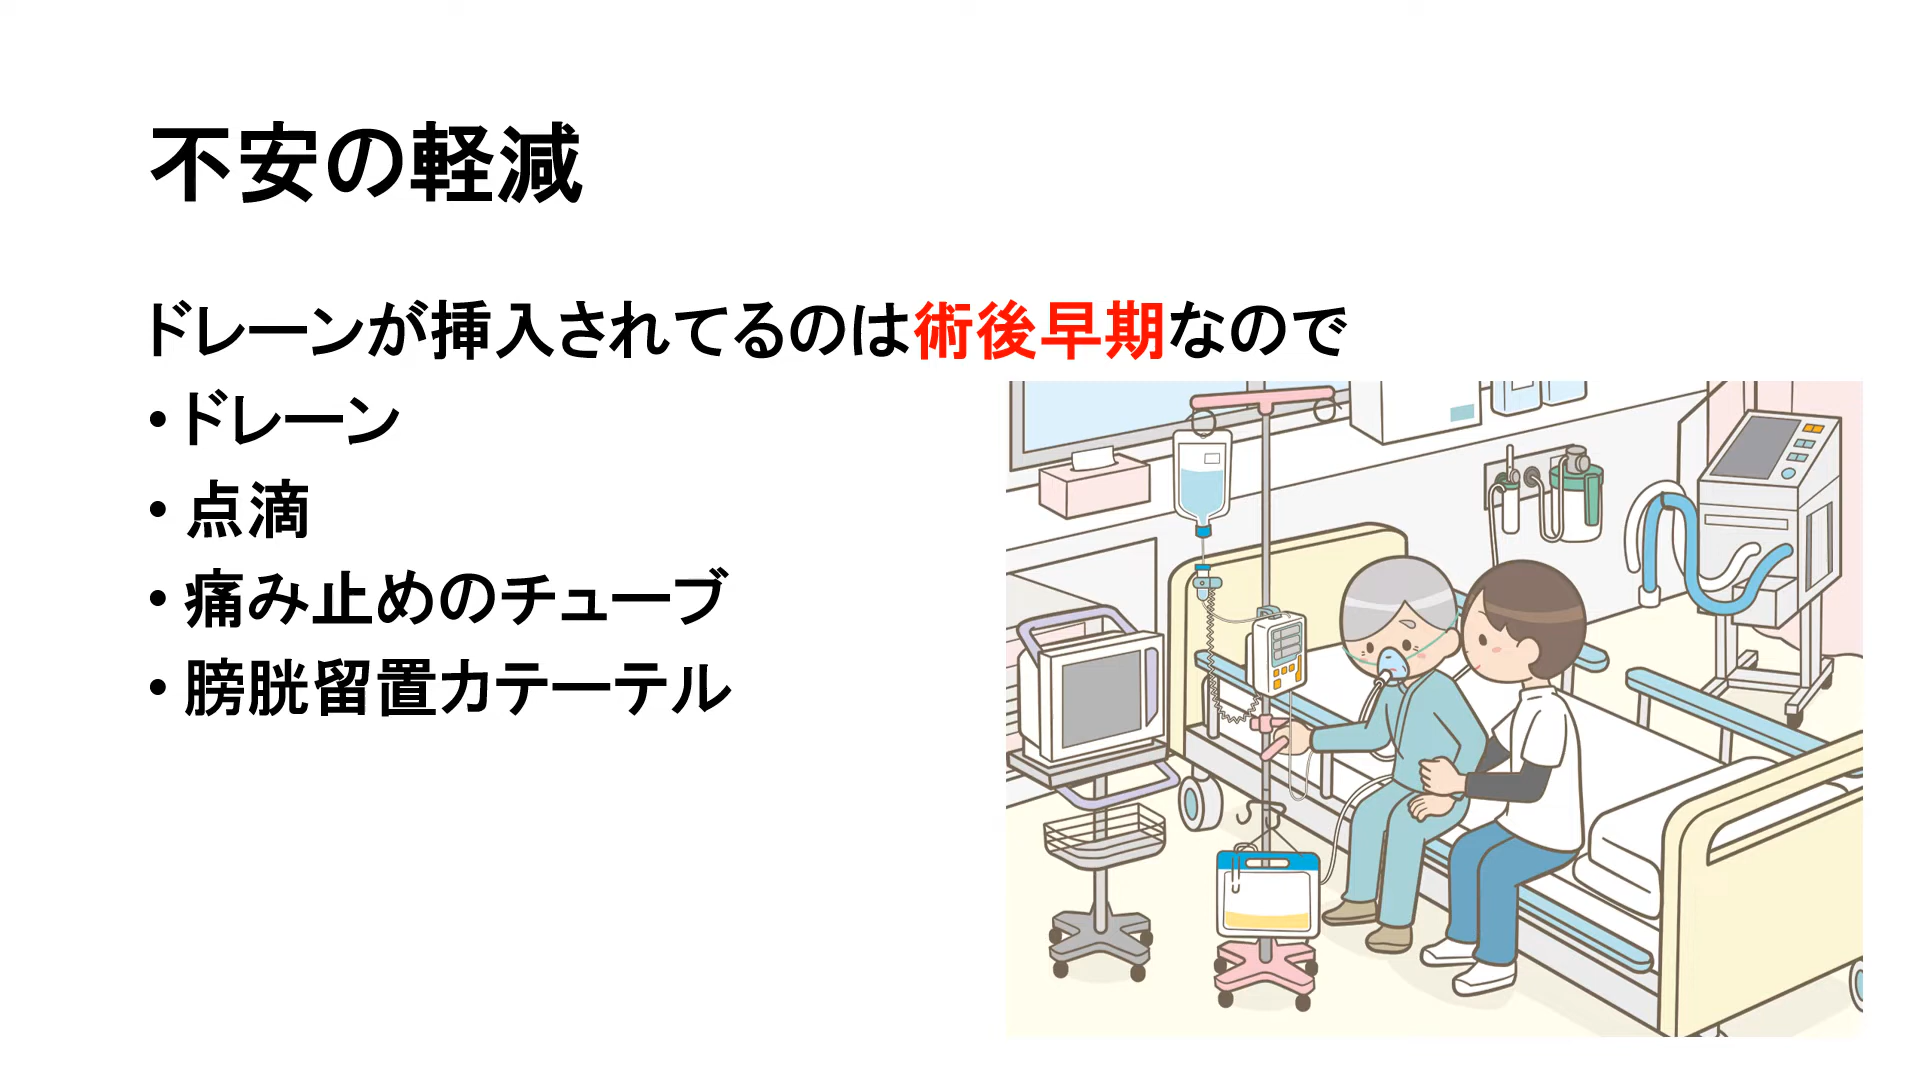 不安の軽減
ドレーンが挿入されてるのは術後早期なので
•ドレーン
•点滴
•痛み止めのチューブ
•膀胱留置カテーテル